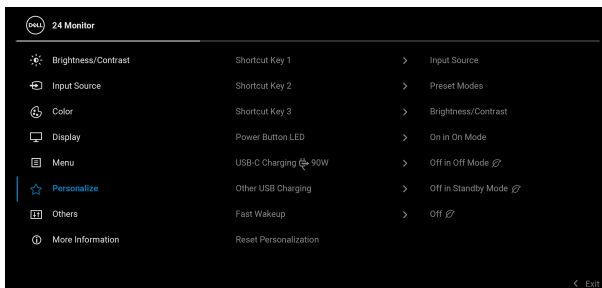 DELL 24 Monitor
Brightness/Contrast Shortcut Key 1 > Input Source
Input Source Shortcut Key 2 > Preset Modes
Color Shortcut Key 3 > Brightness/Contrast
Display Power Button LED > On in On Mode
Menu USB-C Charging 90W > Off in Off Mode
Personalize Other USB Charging > Off in Standby Mode
Others Fast Wakeup > Off
More Information Reset Personalization
< Exit